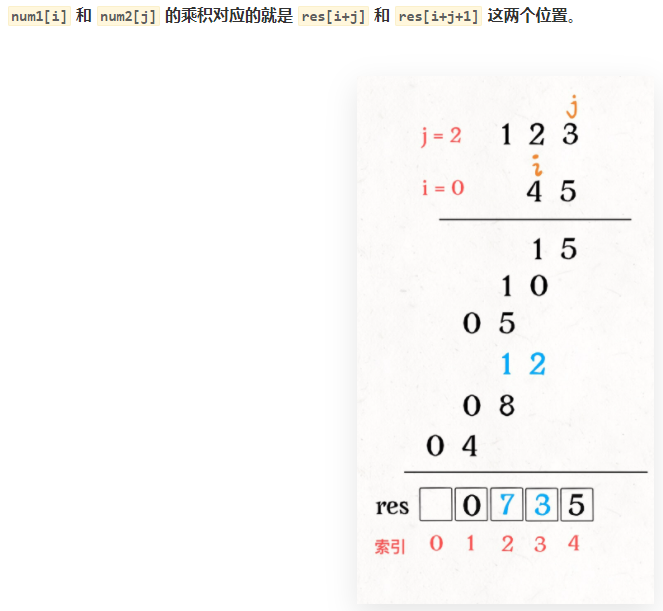 num1[i] 和 num2[j] 的乘积对应的就是 res[i+j] 和 res[i+j+1] 这两个位置。
j
j = 2 1 2 3
i
i = 0 4 5
1 5
1 0
0 5
1 2
0 8
0 4
res 0 7 3 5
索引 0 1 2 3 4